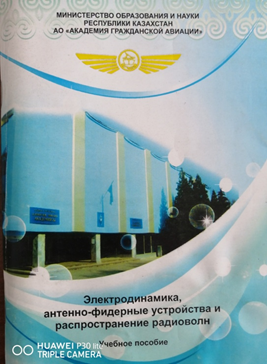 МИНИСТЕРСТВО ОБРАЗОВАНИЯ И НАУКИ
РЕСПУБЛИКИ КАЗАХСТАН
АО «АКАДЕМИЯ ГРАЖДАНСКОЙ АВИАЦИИ»
Электродинамика,
антенно-фидерные устройства и
распространение радиоволн
Учебное пособие
HUAWEI P30 lite
TRIPLE CAMERA